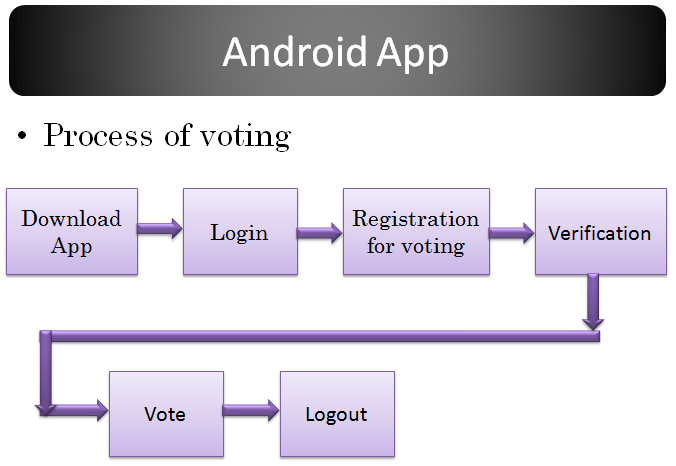 Android App
• Process of voting
Download
App
Login
Registration
for voting
Verification
Vote
Logout